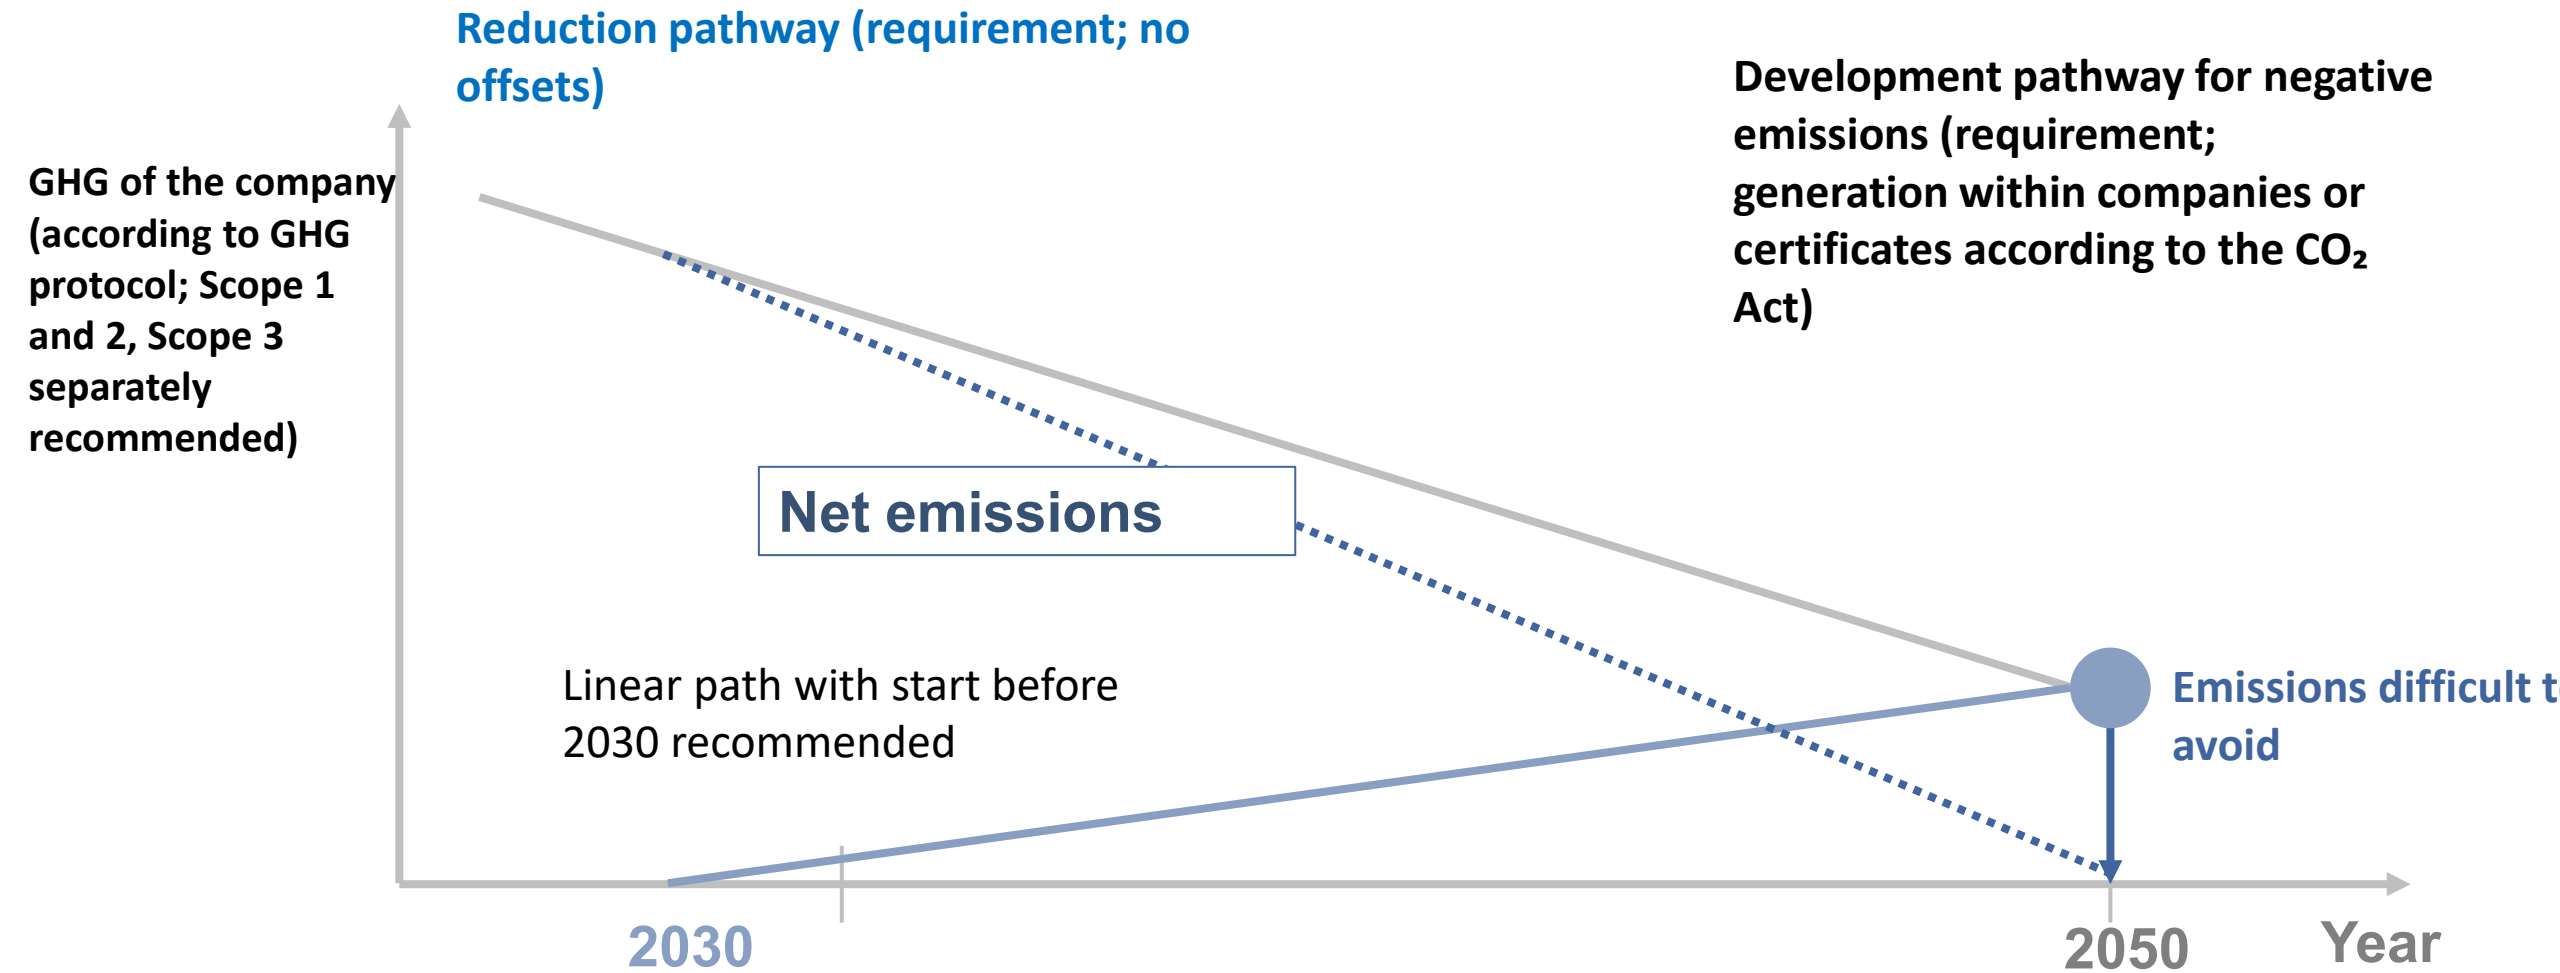 Reduction pathway (requirement; no
offsets)
Development pathway for negative
emissions (requirement;
generation within companies or
certificates according to the CO₂
Act)
GHG of the company
(according to GHG
protocol; Scope 1
and 2, Scope 3
separately
recommended)
Net emissions
Linear path with start before
2030 recommended
Emissions difficult t
avoid
2030
2050
Year